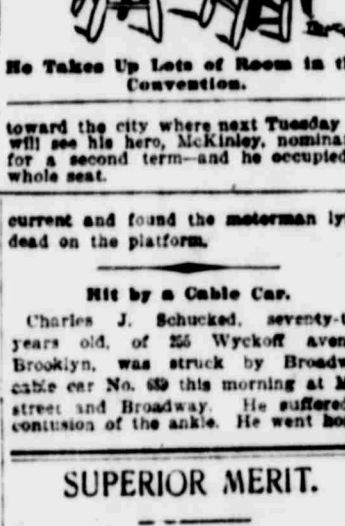 He Takes Up Lots of Room in t
Convention.
toward the city where next Tuesday
will see his hero, McKinley, nomina
for a second term—and he occupied
whole seat.
current and found the motorman ly
dead on the platform.
Hit by a Cable Car.
Charles J. Schucked, seventy-t
years old, of Wyckoff aven
Brooklyn, was struck by Broadw
cable car No. this morning at M
street and Broadway. He suffered
contusion of the ankle. He went ho
SUPERIOR MERIT.